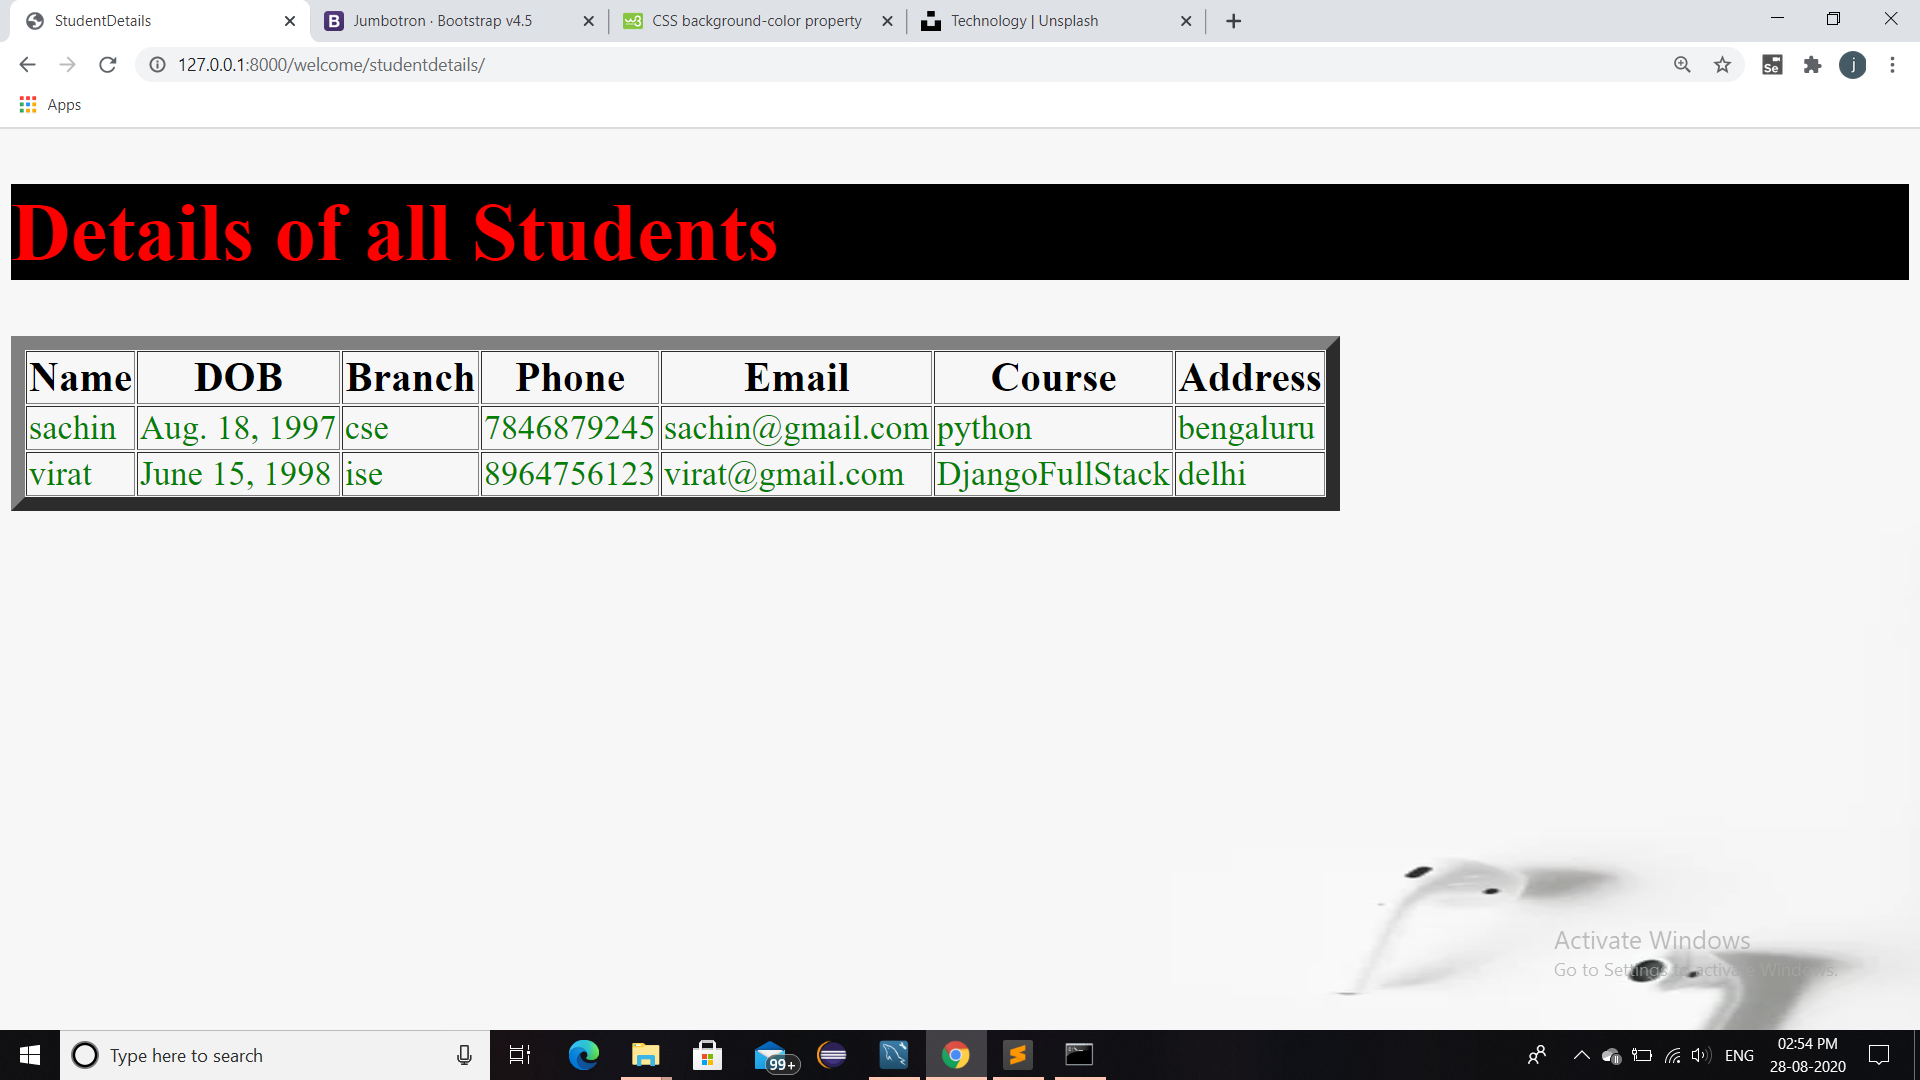 StudentDetails
Jumbotron · Bootstrap v4.5
CSS background-color property
Technology | Unsplash
127.0.0.1:8000/welcome/studentdetails/
Se
j
Apps
Details of all Students
Name DOB Branch Phone Email Course Address
sachin Aug. 18, 1997 cse 7846879245 sachin@gmail.com python bengaluru
virat June 15, 1998 ise 8964756123 virat@gmail.com DjangoFullStack delhi
Activate Windows
Go to Settings to activate Windows.
Type here to search
99+
ENG
02:54 PM
28-08-2020